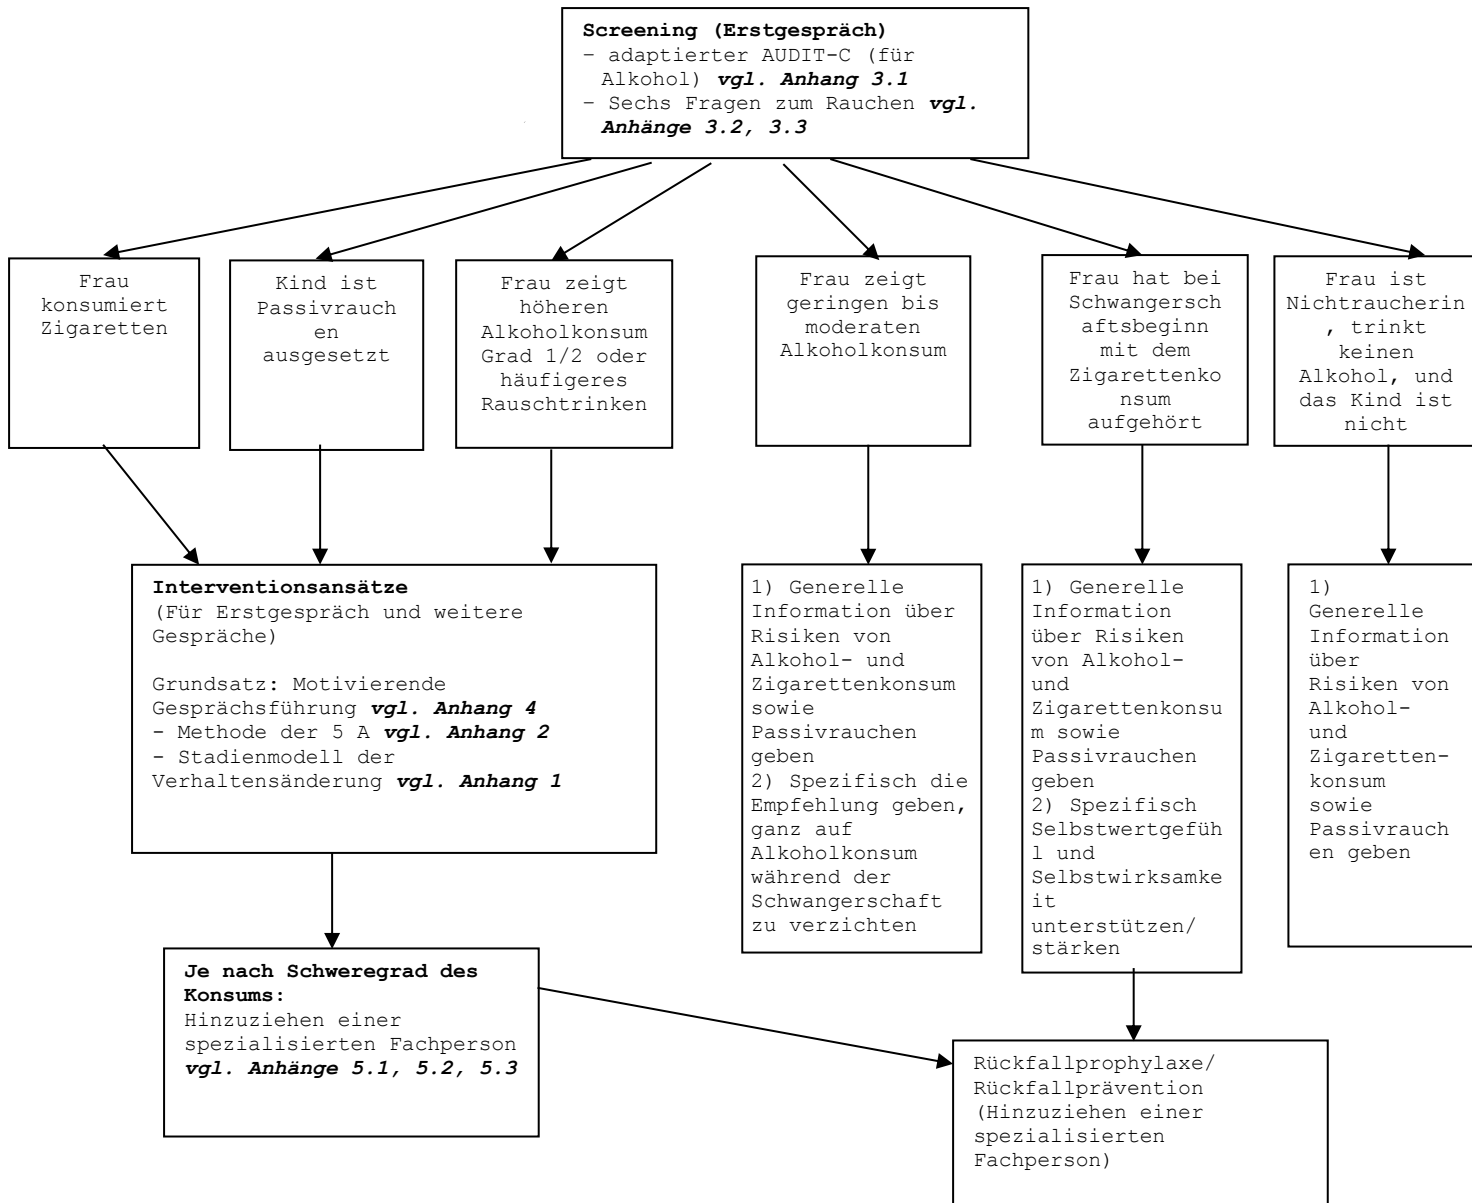 Screening (Erstgespräch)
– adaptierter AUDIT-C (für
Alkohol) vgl. Anhang 3.1
– Sechs Fragen zum Rauchen vgl.
Anhänge 3.2, 3.3
Frau
konsumiert
Zigaretten
Kind ist
Passivrauch
en
ausgesetzt
Frau zeigt
höheren
Alkoholkonsum
Grad 1/2 oder
häufigeres
Rauschtrinken
Frau zeigt
geringen bis
moderaten
Alkoholkonsum
Frau hat bei
Schwangersch
aftsbeginn
mit dem
Zigarettenko
nsum
aufgehört
Frau ist
Nichtraucherin
, trinkt
keinen
Alkohol, und
das Kind ist
nicht
Interventionsansätze
(Für Erstgespräch und weitere
Gespräche)
Grundsatz: Motivierende
Gesprächsführung vgl. Anhang 4
- Methode der 5 A vgl. Anhang 2
- Stadienmodell der
Verhaltensänderung vgl. Anhang 1
1) Generelle
Information über
Risiken von
Alkohol- und
Zigarettenkonsum
sowie
Passivrauchen
geben
2) Spezifisch die
Empfehlung geben,
ganz auf
Alkoholkonsum
während der
Schwangerschaft
zu verzichten
1) Generelle
Information
über Risiken
von Alkohol-
und
Zigarettenkonsu
m sowie
Passivrauchen
geben
2) Spezifisch
Selbstwertgefüh
l und
Selbstwirksamke
it
unterstützen/
stärken
1)
Generelle
Information
über
Risiken von
Alkohol-
und
Zigaretten-
konsum
sowie
Passivrauch
en geben
Je nach Schweregrad des
Konsums:
Hinzuziehen einer
spezialisierten Fachperson
vgl. Anhänge 5.1, 5.2, 5.3
Rückfallprophylaxe/
Rückfallprävention
(Hinzuziehen einer
spezialisierten
Fachperson)